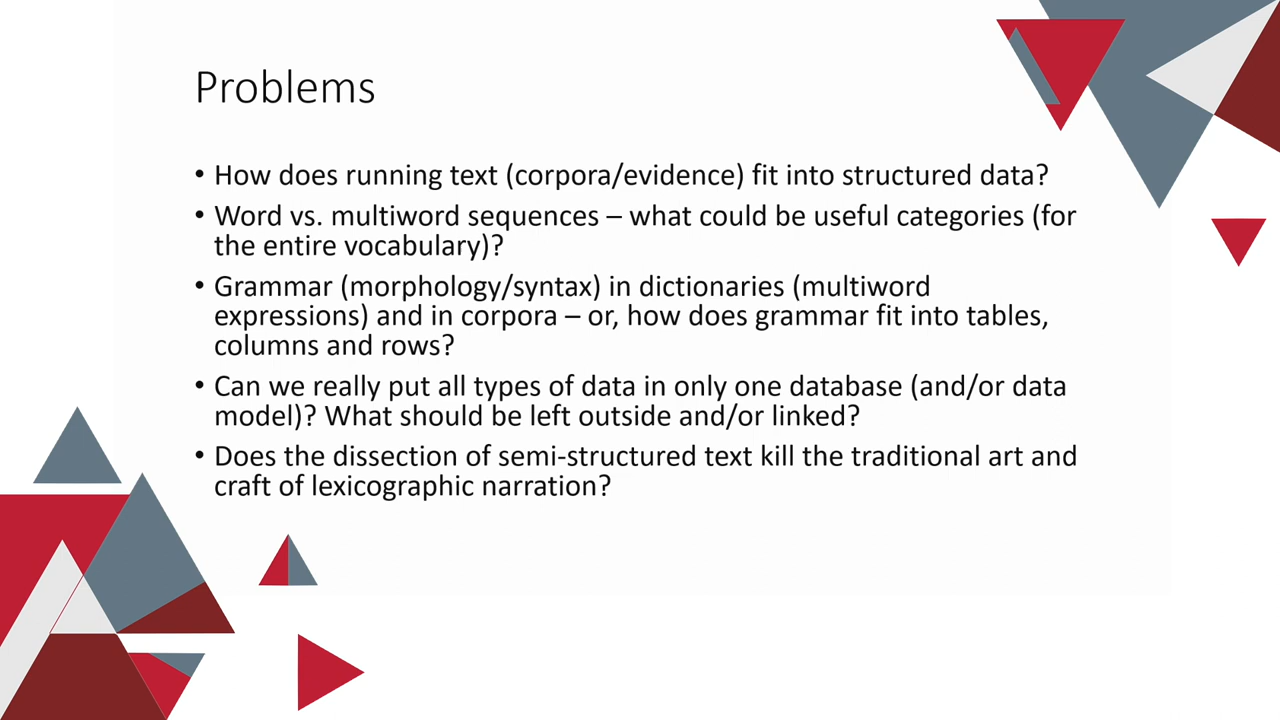 Problems
• How does running text (corpora/evidence) fit into structured data?
• Word vs. multiword sequences – what could be useful categories (for
the entire vocabulary)?
• Grammar (morphology/syntax) in dictionaries (multiword
expressions) and in corpora – or, how does grammar fit into tables,
columns and rows?
• Can we really put all types of data in only one database (and/or data
model)? What should be left outside and/or linked?
• Does the dissection of semi-structured text kill the traditional art and
craft of lexicographic narration?